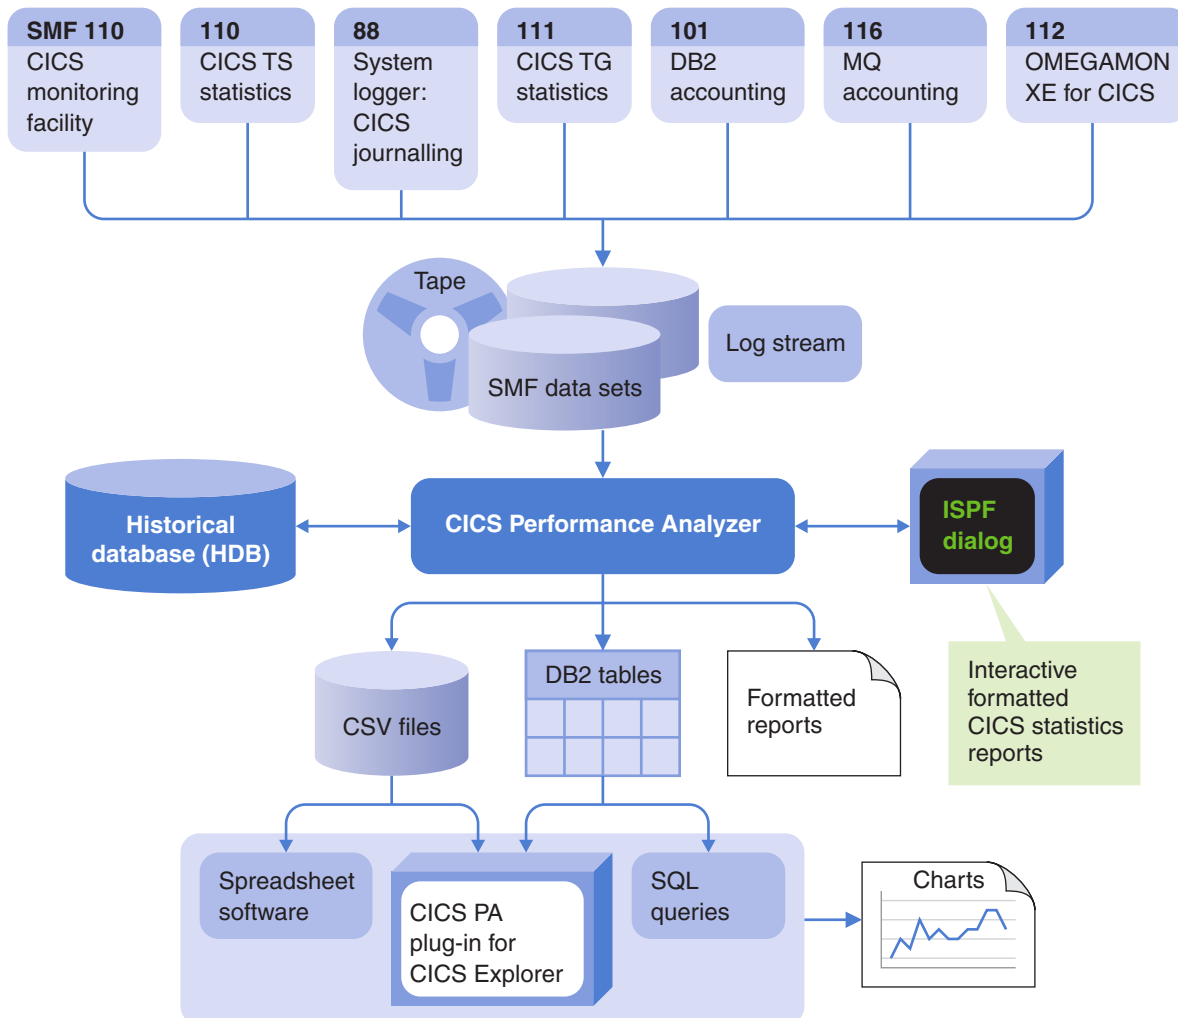 SMF 110
CICS
monitoring
facility
110
CICS TS
statistics
88
System
logger:
CICS
journalling
111
CICS TG
statistics
101
DB2
accounting
116
MQ
accounting
112
OMEGAMON
XE for CICS
Tape
SMF data sets
Log stream
Historical
database (HDB)
CICS Performance Analyzer
ISPF
dialog
CSV files
DB2 tables
Formatted
reports
Interactive
formatted
CICS statistics
reports
Spreadsheet
software
CICS PA
plug-in for
CICS Explorer
SQL
queries
Charts